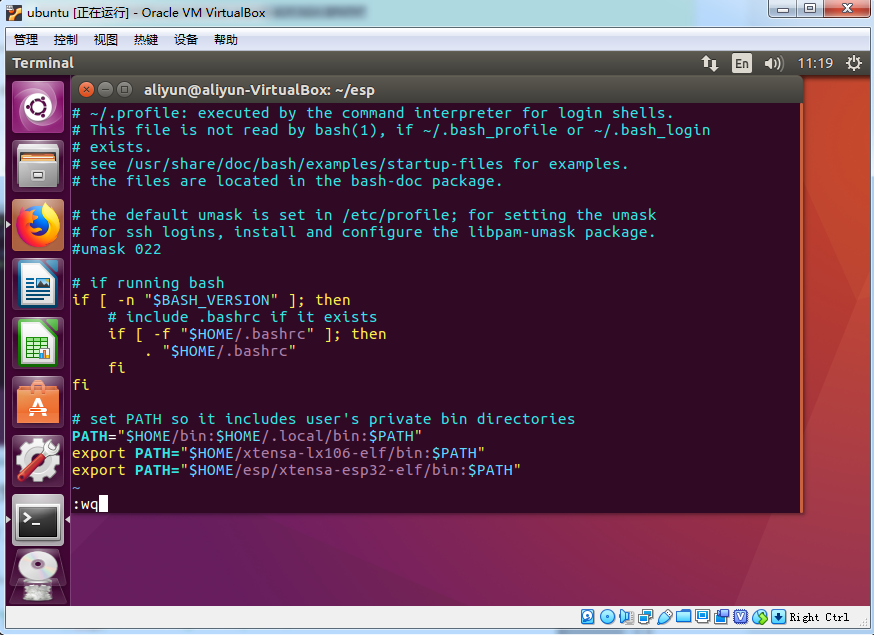 ubuntu [正在运行] - Oracle VM VirtualBox
管理 控制 视图 热键 设备 帮助
Terminal En 11:19
aliyun@aliyun-VirtualBox: ~/esp
# ~/.profile: executed by the command interpreter for login shells.
# This file is not read by bash(1), if ~/.bash_profile or ~/.bash_login
# exists.
# see /usr/share/doc/bash/examples/startup-files for examples.
# the files are located in the bash-doc package.
# the default umask is set in /etc/profile; for setting the umask
# for ssh logins, install and configure the libpam-umask package.
#umask 022
# if running bash
if [ -n "$BASH_VERSION" ]; then
    # include .bashrc if it exists
    if [ -f "$HOME/.bashrc" ]; then
        . "$HOME/.bashrc"
    fi
fi
# set PATH so it includes user's private bin directories
PATH="$HOME/bin:$HOME/.local/bin:$PATH"
export PATH="$HOME/xtensa-lx106-elf/bin:$PATH"
export PATH="$HOME/esp/xtensa-esp32-elf/bin:$PATH"
~
:wq
Right Ctrl